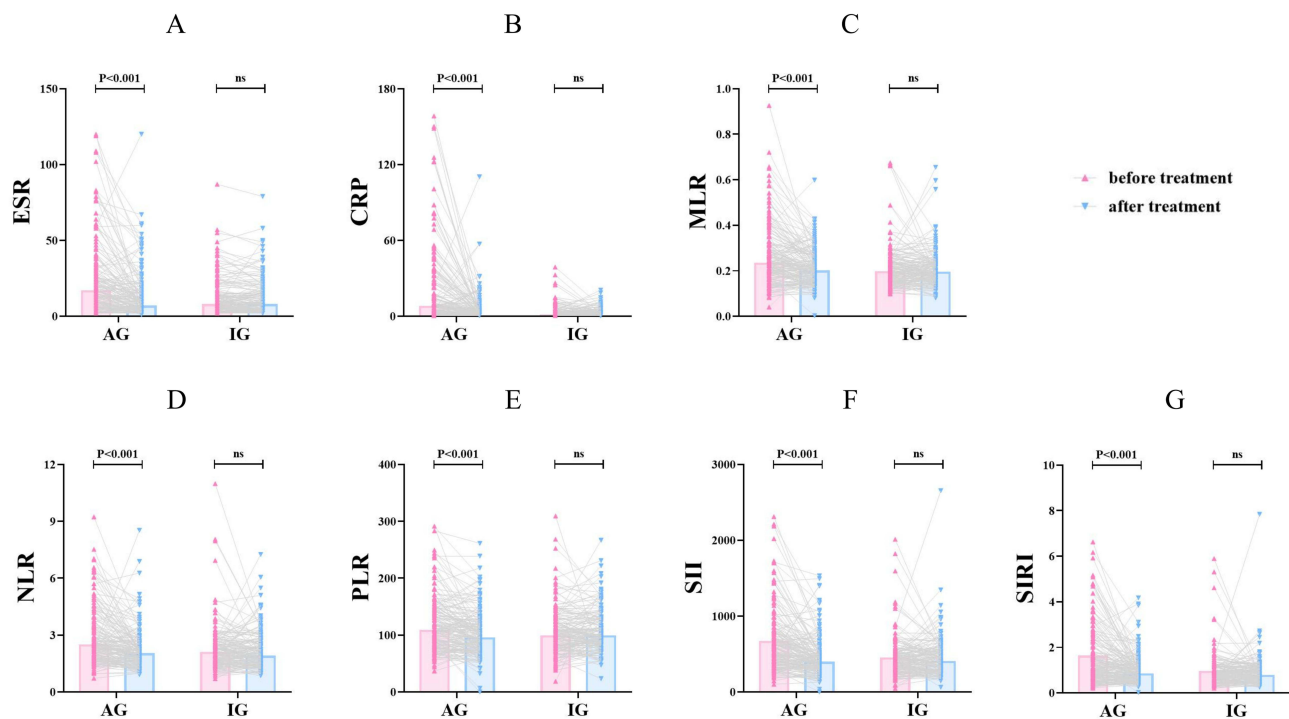 A
B
C
P<0.001
ns
P<0.001
ns
P<0.001
ns
150
100
50
0
ESR
AG
IG
180
120
60
0
CRP
AG
IG
1.0
0.8
0.6
0.4
0.2
0.0
MLR
AG
IG
before treatment
after treatment
D
E
F
G
P<0.001
ns
P<0.001
ns
P<0.001
ns
P<0.001
ns
12
9
6
3
0
NLR
AG
IG
400
300
200
100
0
PLR
AG
IG
3000
2000
1000
0
SII
AG
IG
10
8
6
4
2
0
SIRI
AG
IG